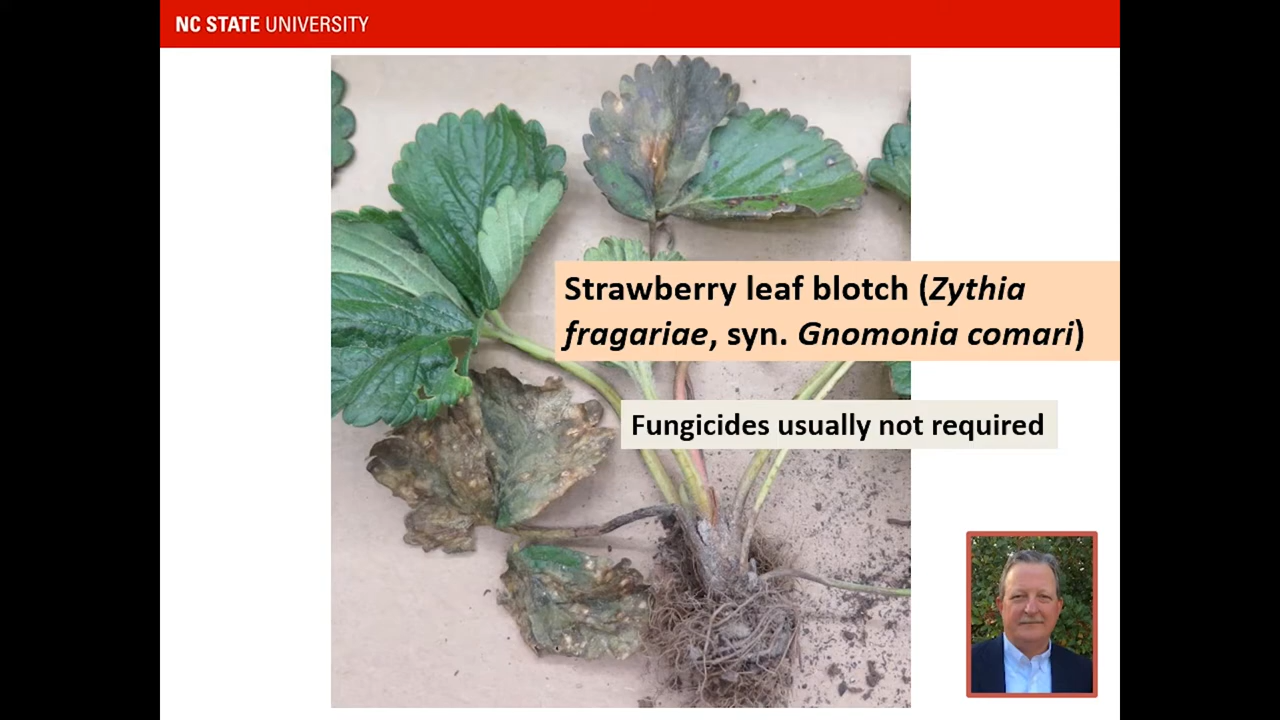 NC STATE UNIVERSITY
Strawberry leaf blotch (Zythia
fragariae, syn. Gnomonia comari)
Fungicides usually not required